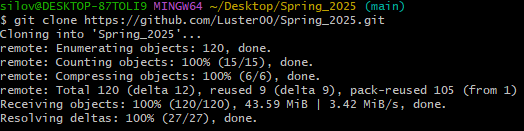 silov@DESKTOP-87TOLI9 MINGW64 ~/Desktop/Spring_2025 (main)
$ git clone https://github.com/Luster00/Spring_2025.git
Cloning into 'Spring_2025'...
remote: Enumerating objects: 120, done.
remote: Counting objects: 100% (15/15), done.
remote: Compressing objects: 100% (6/6), done.
remote: Total 120 (delta 12), reused 9 (delta 9), pack-reused 105 (from 1)
Receiving objects: 100% (120/120), 43.59 MiB | 3.42 MiB/s, done.
Resolving deltas: 100% (27/27), done.